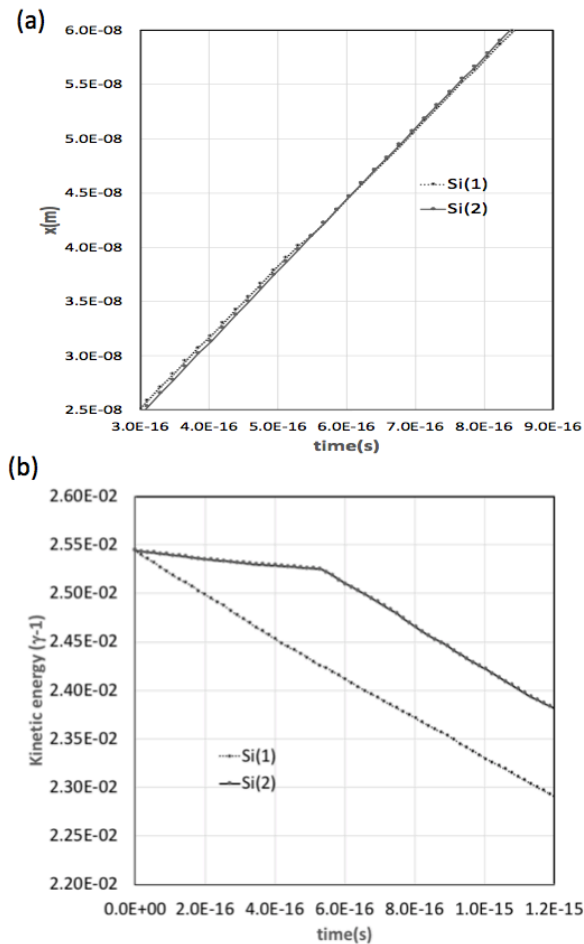 (a)
6.0E-08
5.5E-08
5.0E-08
4.5E-08
4.0E-08
3.5E-08
3.0E-08
2.5E-08
x(m)
Si(1)
Si(2)
3.0E-16 4.0E-16 5.0E-16 6.0E-16 7.0E-16 8.0E-16 9.0E-16
time(s)
(b)
2.60E-02
2.55E-02
2.50E-02
2.45E-02
2.40E-02
2.35E-02
2.30E-02
2.25E-02
2.20E-02
Kinetic energy (γ-1)
Si(1)
Si(2)
0.0E+00 2.0E-16 4.0E-16 6.0E-16 8.0E-16 1.0E-15 1.2E-15
time(s)